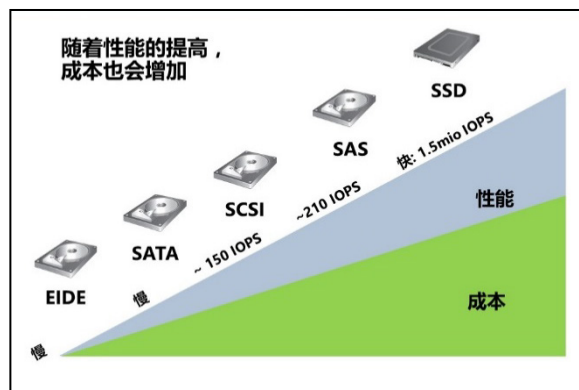 随着性能的提高，
成本也会增加
SSD
SAS
SCSI
SATA
EIDE
快: 1.5mio IOPS
~210 IOPS
~ 150 IOPS
慢
慢
性能
成本